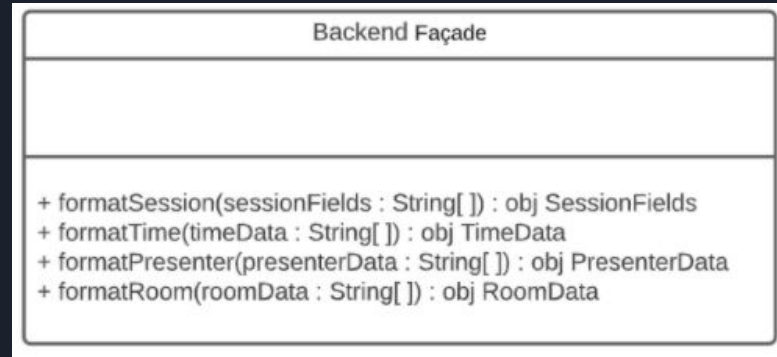 Backend Façade
+ formatSession(sessionFields : String[ ]) : obj SessionFields
+ formatTime(timeData : String[ ]) : obj TimeData
+ formatPresenter(presenterData : String[ ]) : obj PresenterData
+ formatRoom(roomData : String[ ]) : obj RoomData